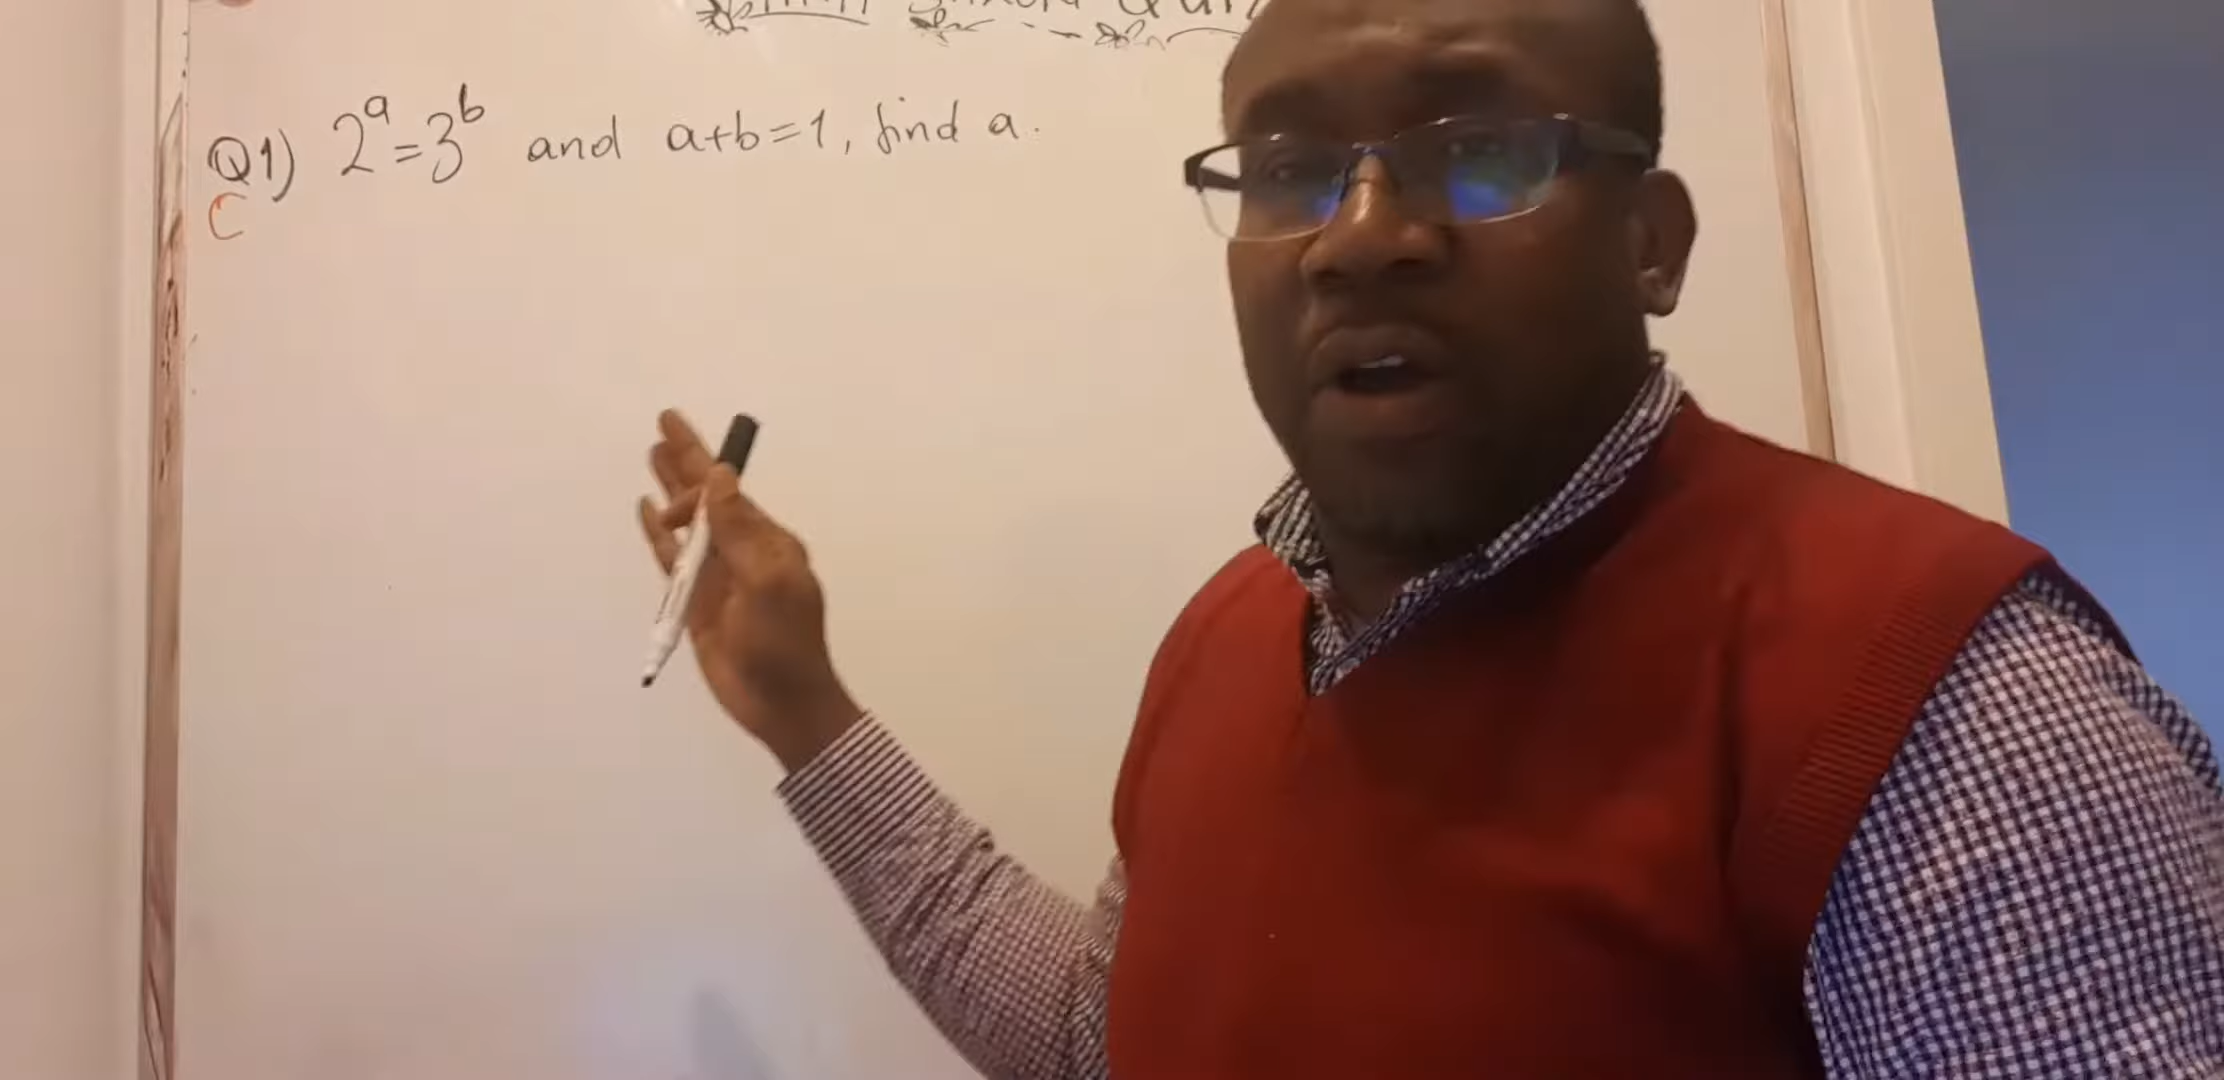 Q1) 2^a=3^b and a+b=1, find a.
C